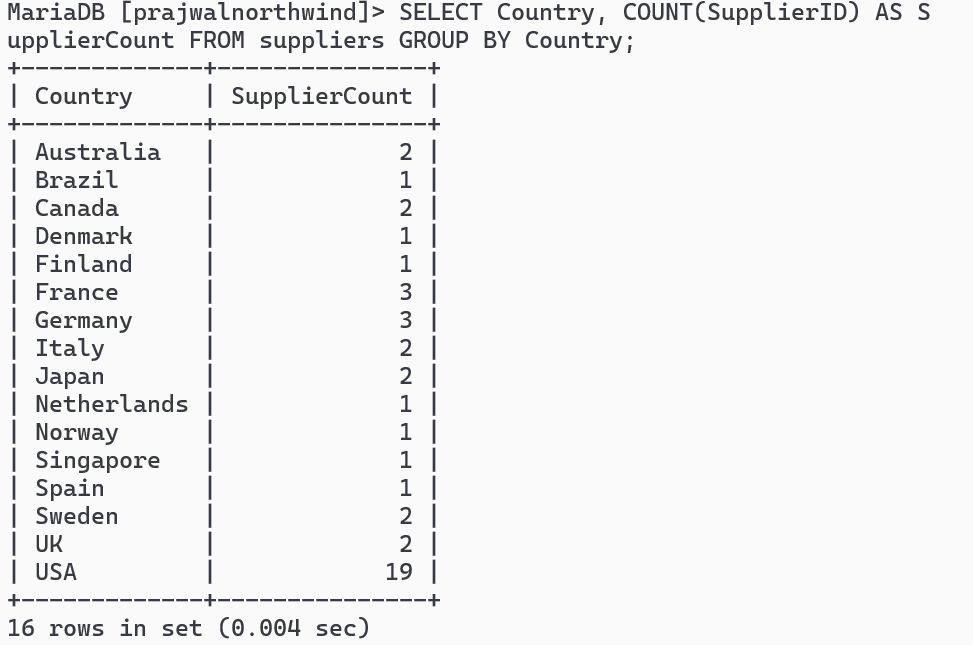 MariaDB [prajwalnorthwind]> SELECT Country, COUNT(SupplierID) AS S
upplierCount FROM suppliers GROUP BY Country;
+-------------+---------------+
| Country     | SupplierCount |
+-------------+---------------+
| Australia   |             2 |
| Brazil      |             1 |
| Canada      |             2 |
| Denmark     |             1 |
| Finland     |             1 |
| France      |             3 |
| Germany     |             3 |
| Italy       |             2 |
| Japan       |             2 |
| Netherlands |             1 |
| Norway      |             1 |
| Singapore   |             1 |
| Spain       |             1 |
| Sweden      |             2 |
| UK          |             2 |
| USA         |            19 |
+-------------+---------------+
16 rows in set (0.004 sec)